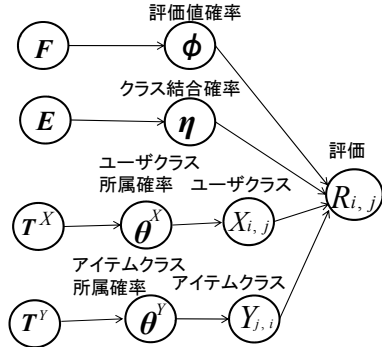 評価値確率
F
ϕ
クラス結合確率
E
η
ユーザクラス
所属確率
ユーザクラス
評価
T^X
θ^X
X_{i, j}
R_{i, j}
アイテムクラス
所属確率
アイテムクラス
T^Y
θ^Y
Y_{j, i}